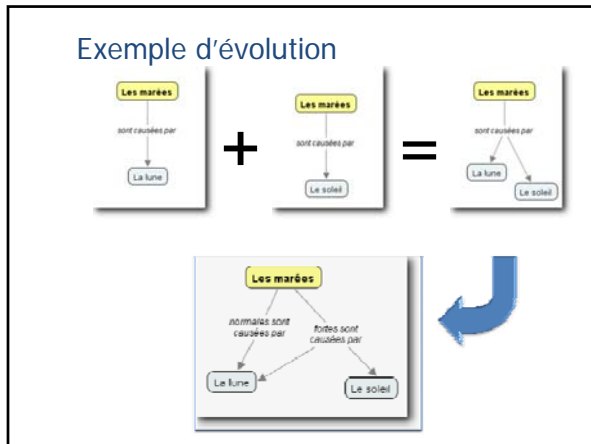 Exemple d'évolution
Les marées
sont causées par
La lune
+
Les marées
sont causées par
Le soleil
=
Les marées
sont causées par
La lune
Le soleil
Les marées
normales sont
causées par
fortes sont
causées par
La lune
Le soleil